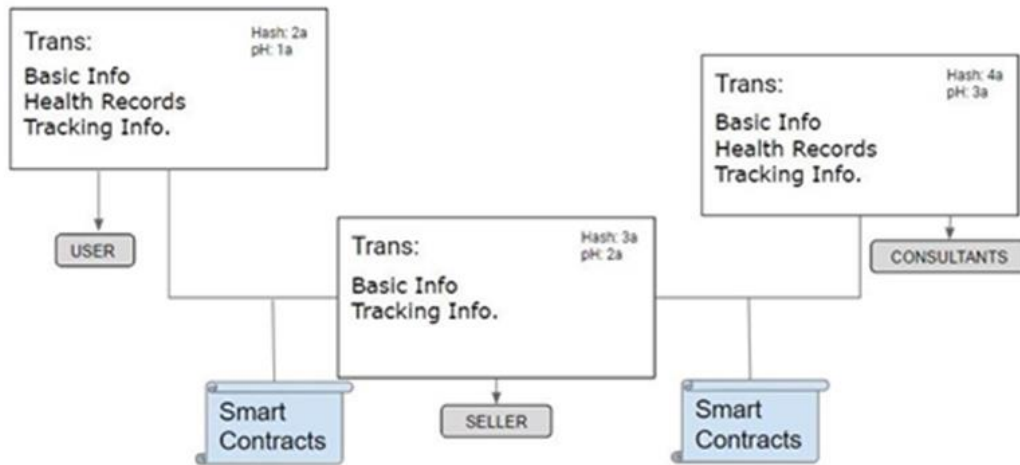 Trans:
Hash: 2a
pH: 1a
Basic Info
Health Records
Tracking Info.
USER
Trans:
Hash: 3a
pH: 2a
Basic Info
Tracking Info.
SELLER
Trans:
Hash: 4a
pH: 3a
Basic Info
Health Records
Tracking Info.
CONSULTANTS
Smart
Contracts
Smart
Contracts